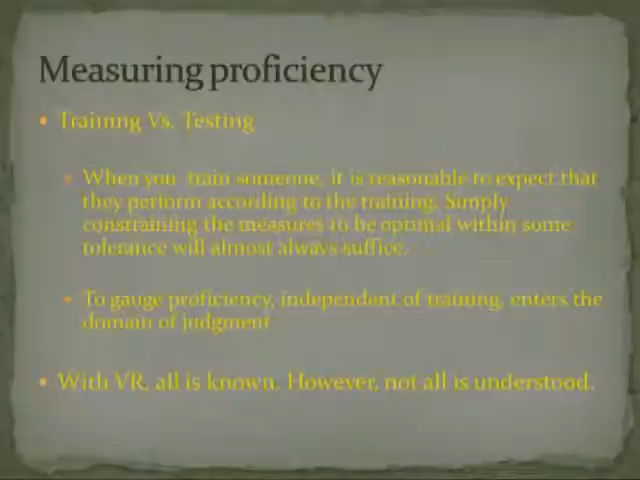 Measuring proficiency
• Training Vs. Testing
• When you train someone, it is reasonable to expect that
they perform according to the training. Simply
constraining the measures to be optimal within some
tolerance will almost always suffice.
• To gauge proficiency, independent of training, enters the
domain of judgment
• With VR, all is known. However, not all is understood.